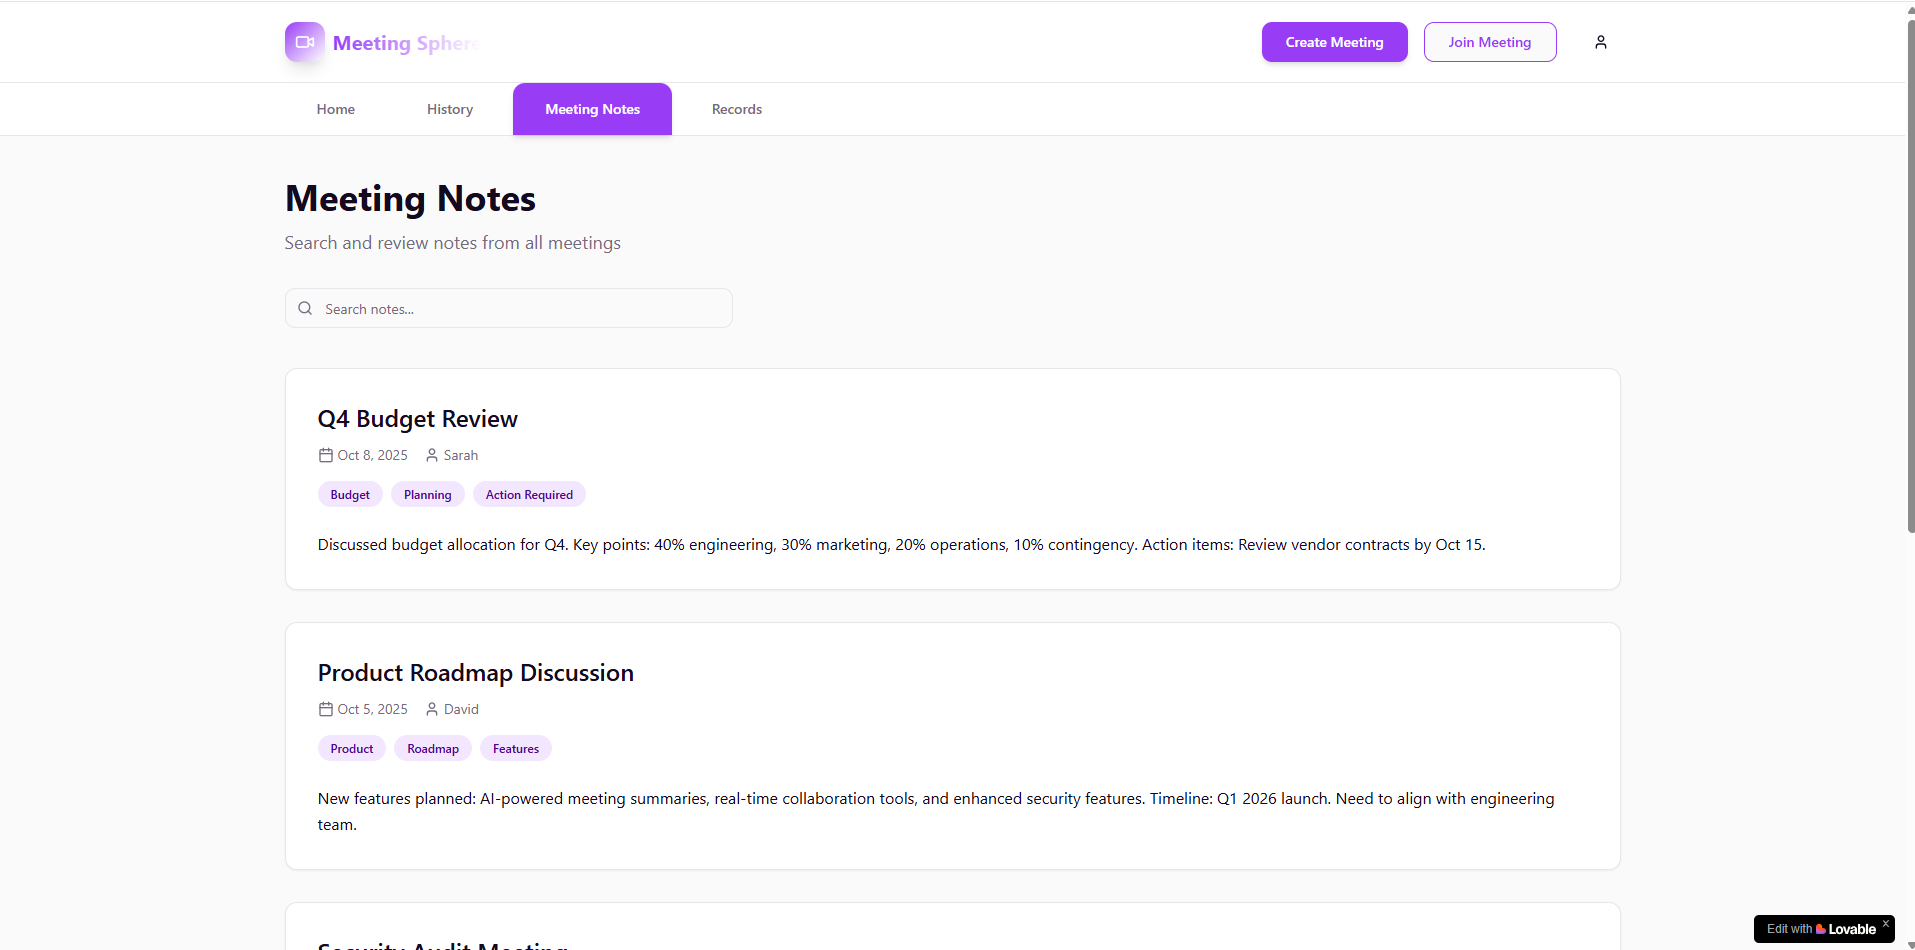 Meeting Sphere
Create Meeting
Join Meeting
Home
History
Meeting Notes
Records
Meeting Notes
Search and review notes from all meetings
Search notes...
Q4 Budget Review
Oct 8, 2025
Sarah
Budget
Planning
Action Required
Discussed budget allocation for Q4. Key points: 40% engineering, 30% marketing, 20% operations, 10% contingency. Action items: Review vendor contracts by Oct 15.
Product Roadmap Discussion
Oct 5, 2025
David
Product
Roadmap
Features
New features planned: AI-powered meeting summaries, real-time collaboration tools, and enhanced security features. Timeline: Q1 2026 launch. Need to align with engineering
team.
Security Audit Meeting
Edit with Lovable